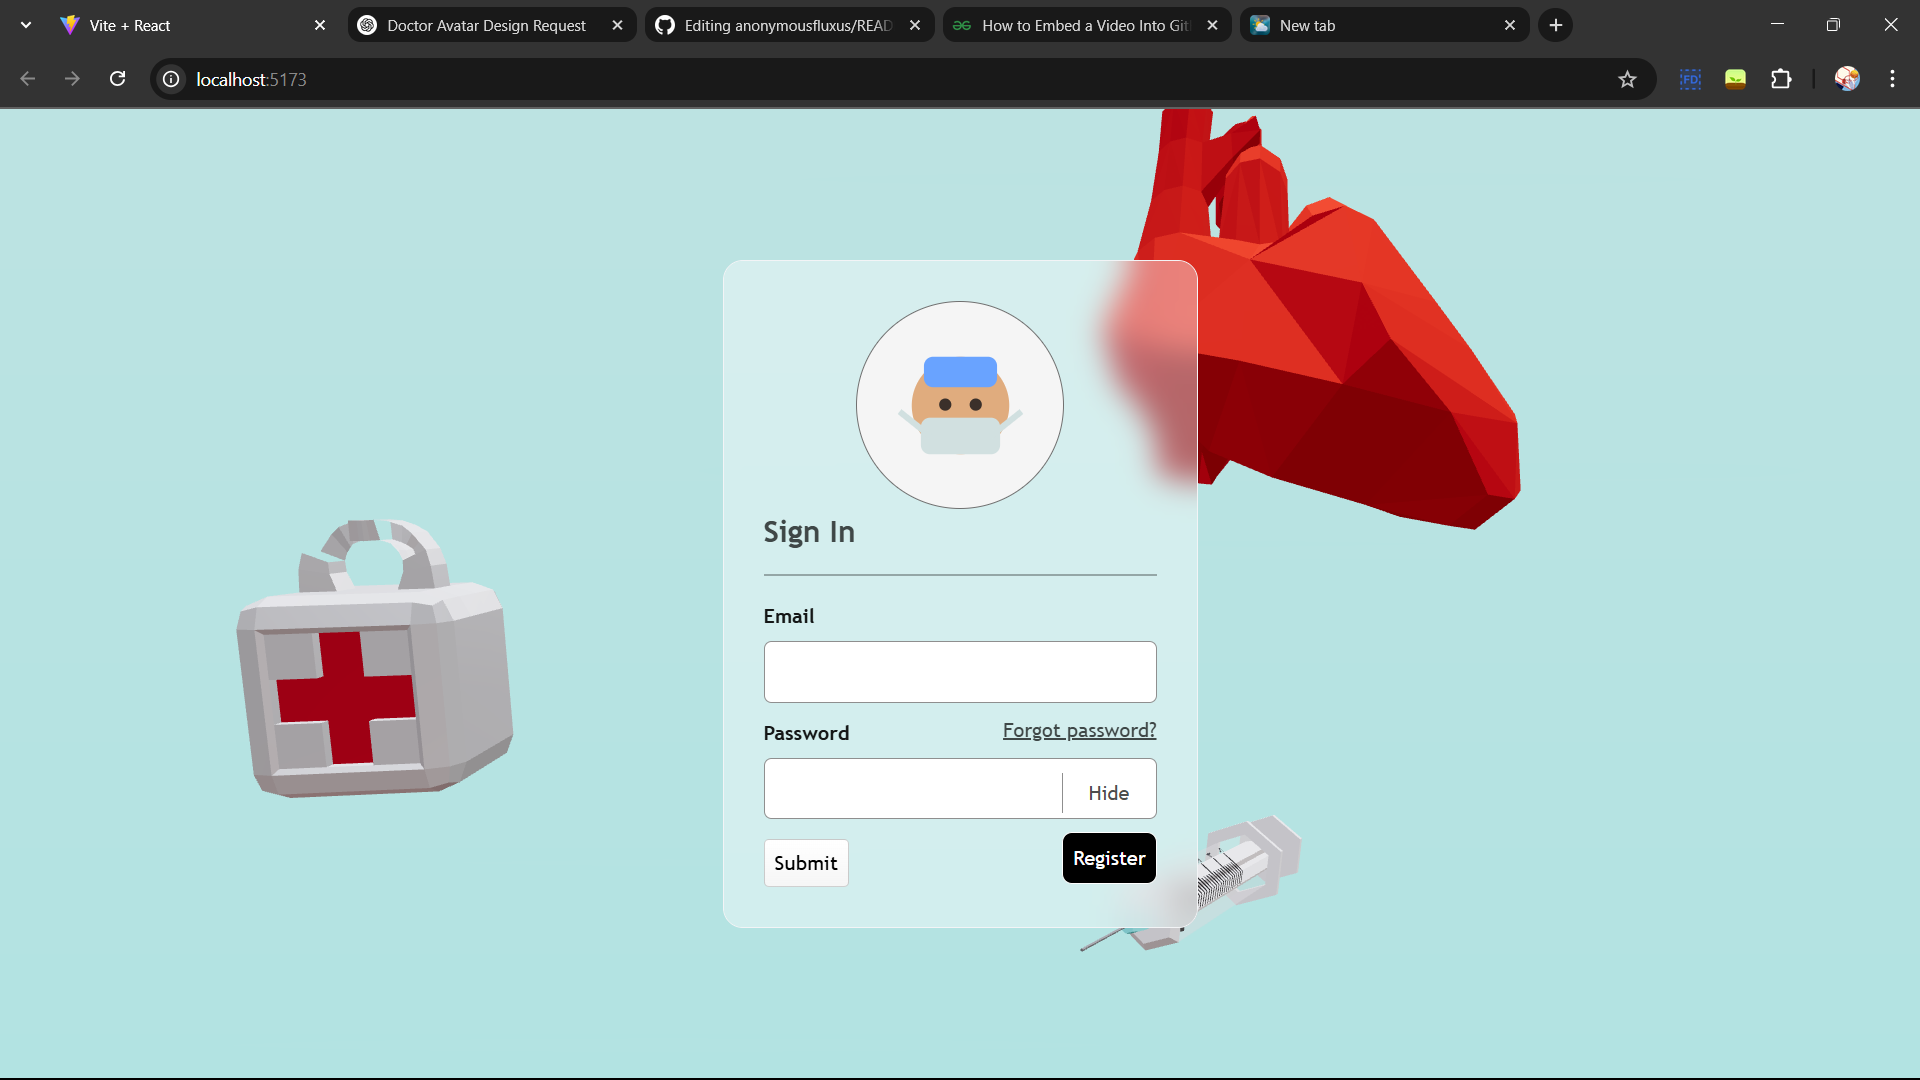 Vite + React
Doctor Avatar Design Request
Editing anonymousfluxus/READ
How to Embed a Video Into Git
New tab
localhost:5173
FD
Sign In
Email
Password
Forgot password?
Hide
Submit
Register